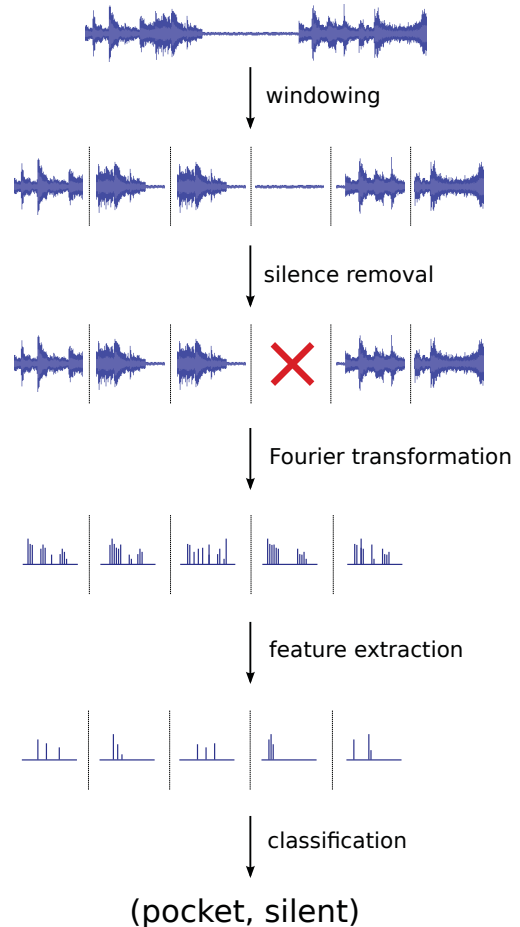 windowing
silence removal
Fourier transformation
feature extraction
classification
(pocket, silent)